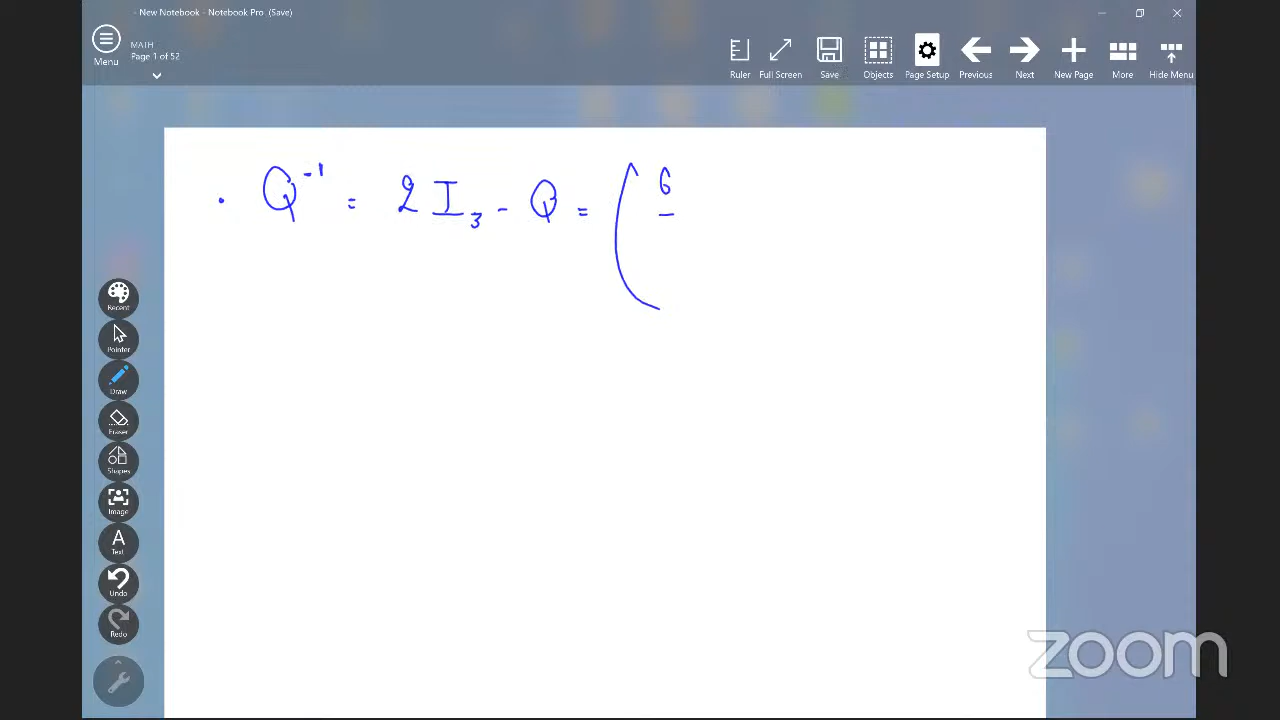 - New Notebook - Notebook Pro (Save)
Menu
MATH
Page 1 of 52
Ruler
Full Screen
Save
Objects
Page Setup
Previous
Next
New Page
More
Hide Menu
. Q⁻¹ = 2 I₃ - Q = ( 6
Recent
Pointer
Draw
Eraser
Shapes
Image
A
Text
Undo
Redo
zoom